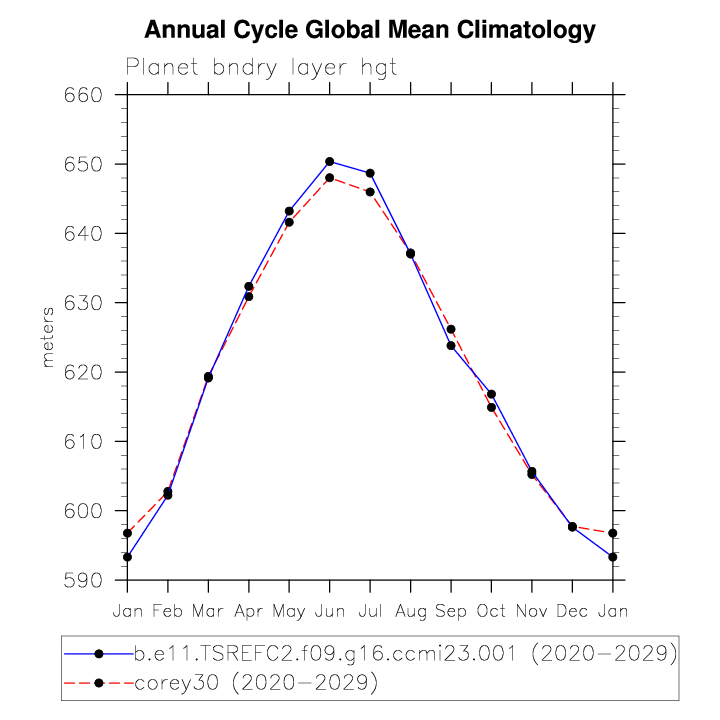 Annual Cycle Global Mean Climatology
Planet bndry layer hgt
660
650
640
630
620
610
600
590
meters
Jan Feb Mar Apr May Jun Jul Aug Sep Oct Nov Dec Jan
b.e11.TSREFC2.f09.g16.ccmi23.001 (2020-2029)
corey30 (2020-2029)